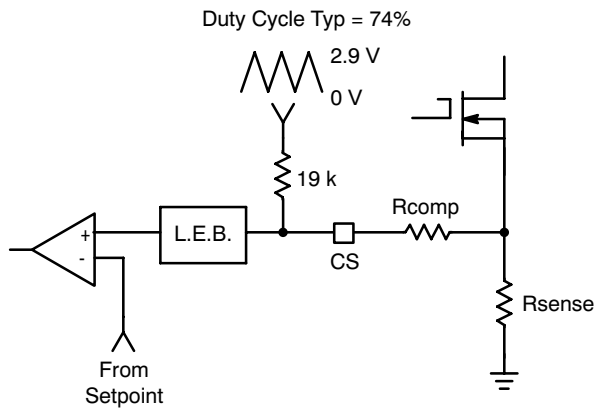 Duty Cycle Typ = 74%
2.9 V
0 V
19 k
Rcomp
L.E.B.
+
-
CS
Rsense
From
Setpoint